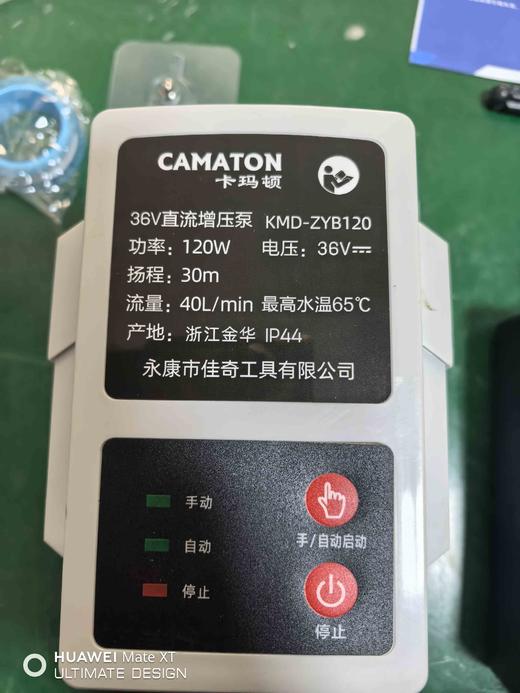 CAMATON
卡玛顿
36V直流增压泵 KMD-ZYB120
功率：120W 电压：36V⎓
扬程：30m
流量：40L/min 最高水温65℃
产地：浙江金华 IP44
永康市佳奇工具有限公司
手动
自动
手/自动启动
停止
停止
HUAWEI Mate XT
ULTIMATE DESIGN